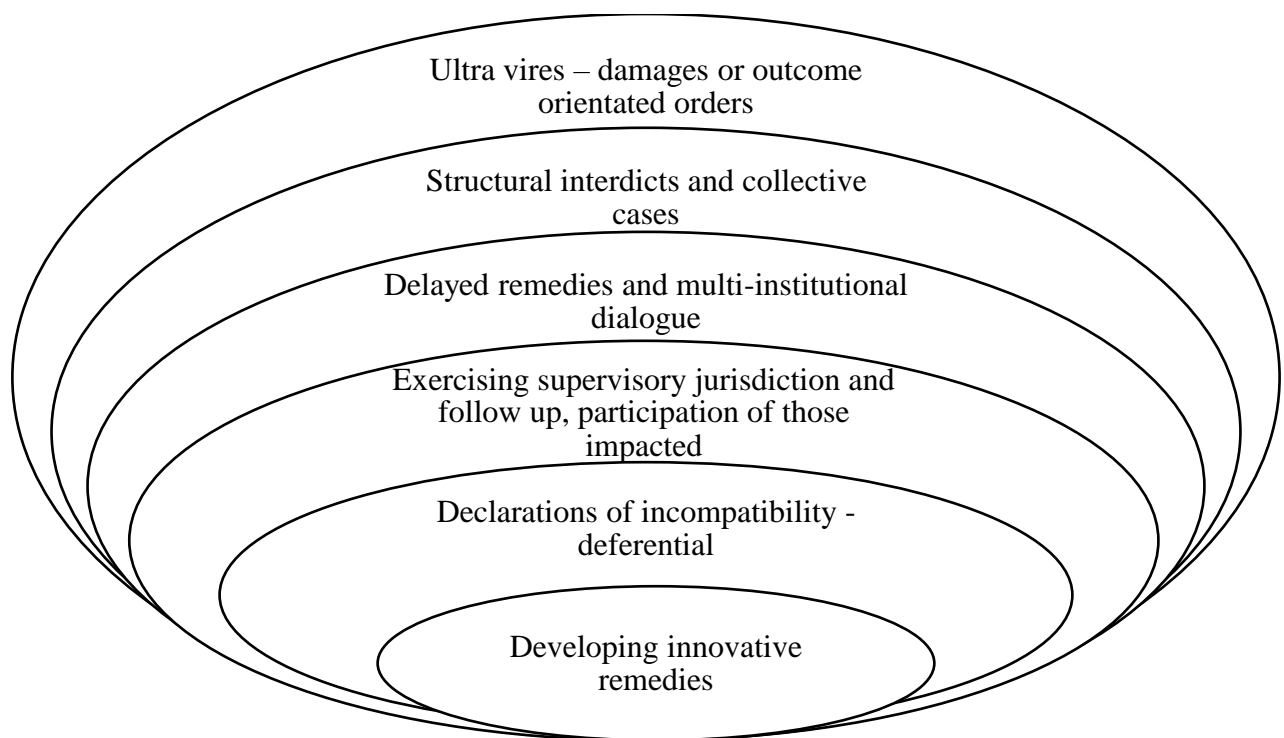 Ultra vires – damages or outcome
orientated orders
Structural interdicts and collective
cases
Delayed remedies and multi-institutional
dialogue
Exercising supervisory jurisdiction and
follow up, participation of those
impacted
Declarations of incompatibility -
deferential
Developing innovative
remedies